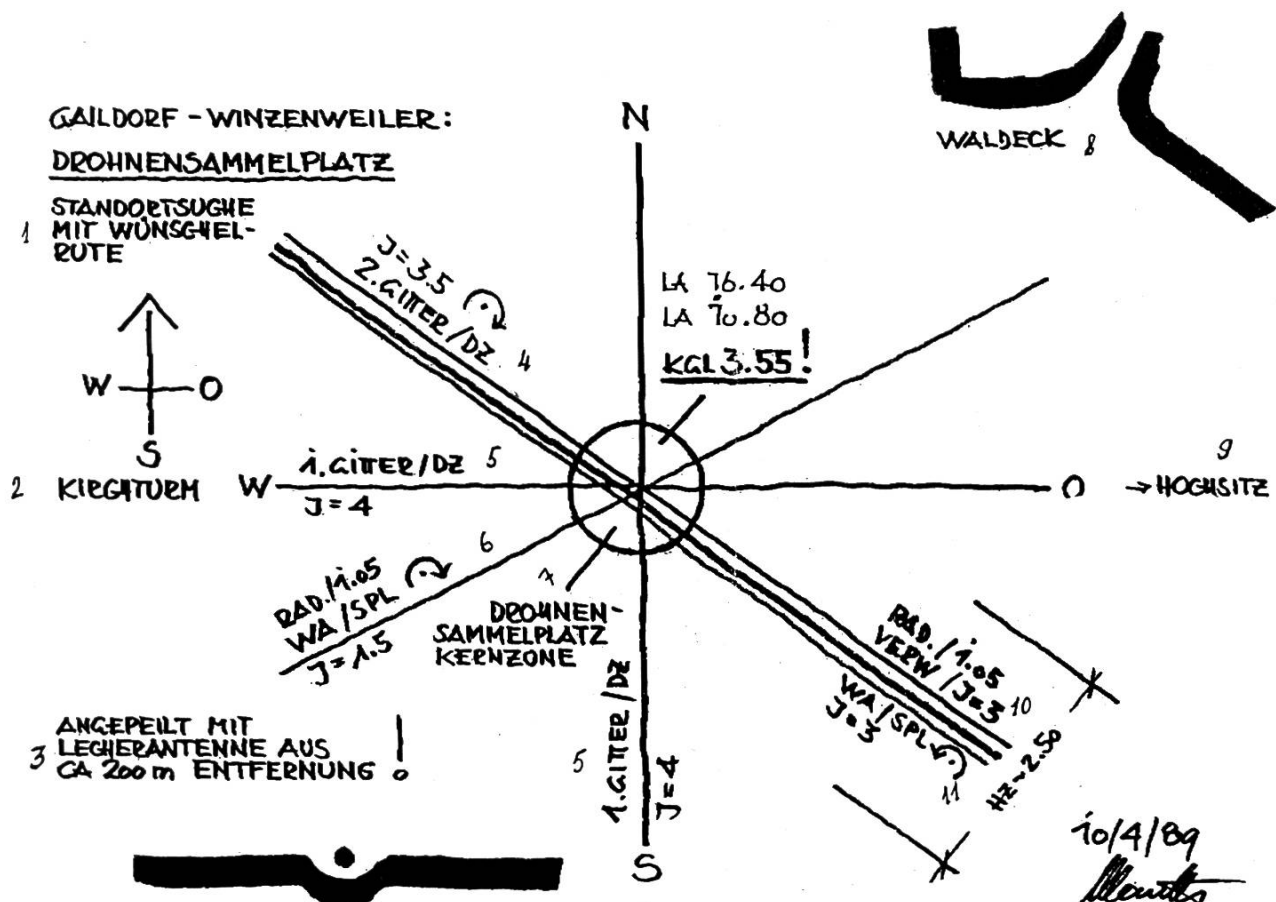 GAILDORF - WINZENWEILER:
DROHNENSAMMELPLATZ
1 STANDORTSUCHE
MIT WÜNSCHEL-
RUTE
W O
S
N
WALDECK 8
J=3.5
2.GITTER/DZ 4
LA 16.40
LA 10.80
KGL 3.55!
2 KIRCHTURM W
1.GITTER/DZ 5
J=4
O → HOCHSITZ
9
6
RAD./1.05
WA/SPL
J=1.5
7
DROHNEN-
SAMMELPLATZ
KERNZONE
RAD./1.05
VERW/J=3 10
WA/SPL
J=3
11
HZ~2.50
5 1.GITTER/DZ
J=4
S
3 ANGEPEILT MIT
LECHERANTENNE AUS
CA 200m ENTFERNUNG !
10/4/89